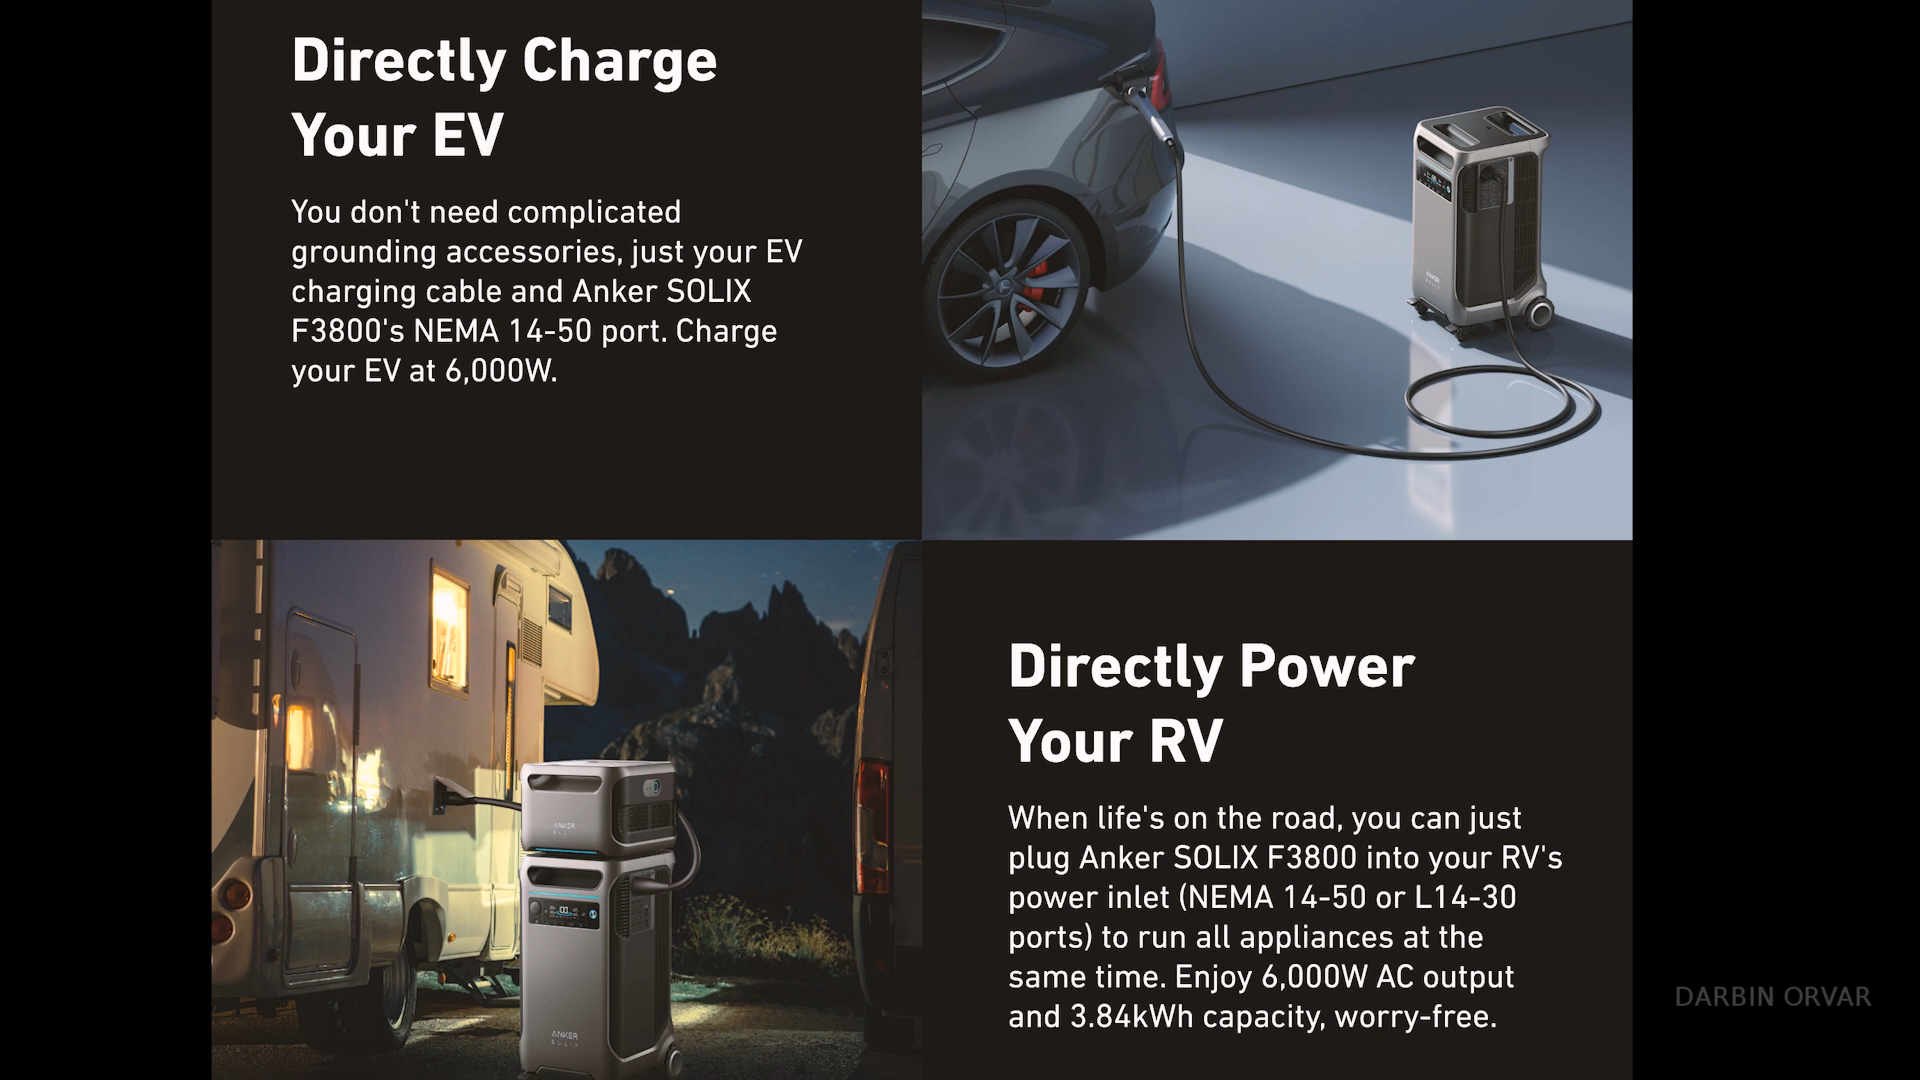 Directly Charge
Your EV
You don't need complicated
grounding accessories, just your EV
charging cable and Anker SOLIX
F3800's NEMA 14-50 port. Charge
your EV at 6,000W.
ANKER
SOLIX
ANKER
SOLIX
ANKER
SOLIX
Directly Power
Your RV
When life's on the road, you can just
plug Anker SOLIX F3800 into your RV's
power inlet (NEMA 14-50 or L14-30
ports) to run all appliances at the
same time. Enjoy 6,000W AC output
and 3.84kWh capacity, worry-free.
DARBIN ORVAR